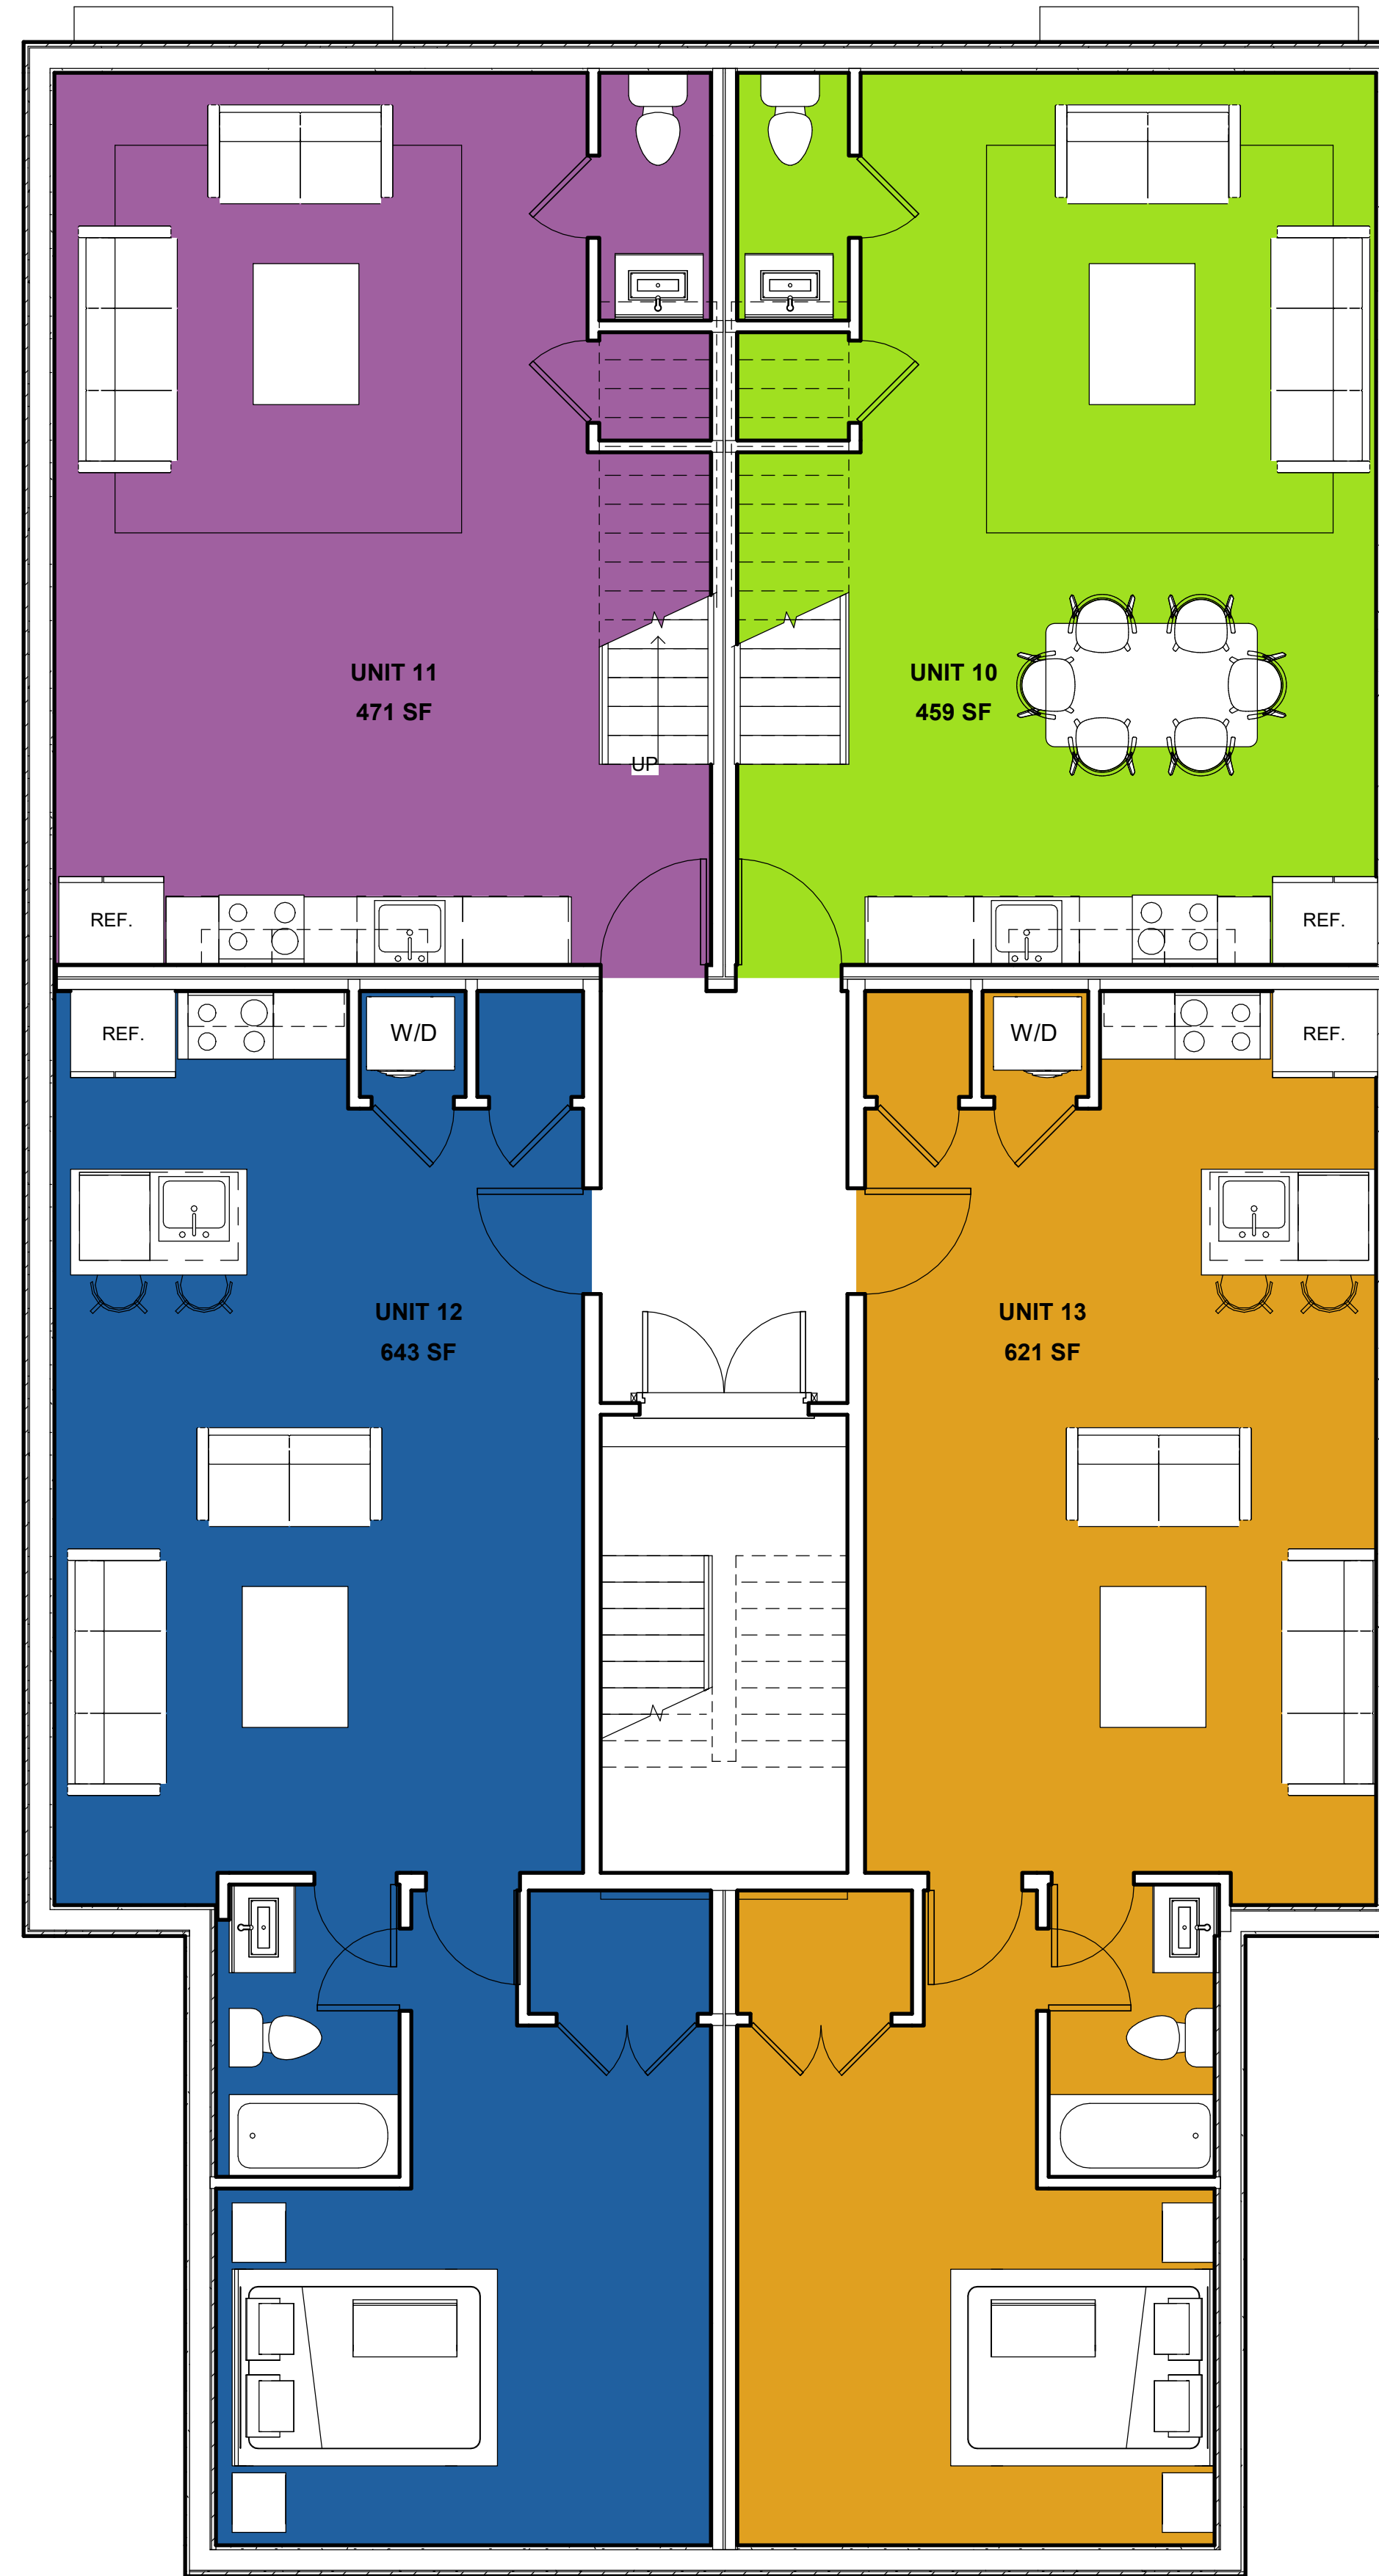 UNIT 11
471 SF
UNIT 10
459 SF
UP
REF.
REF.
REF.
W/D
W/D
REF.
UNIT 12
643 SF
UNIT 13
621 SF